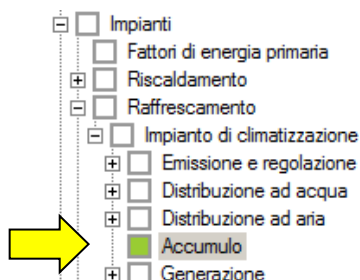 Impianti
Fattori di energia primaria
Riscaldamento
Raffrescamento
Impianto di climatizzazione
Emissione e regolazione
Distribuzione ad acqua
Distribuzione ad aria
Accumulo
Generazione